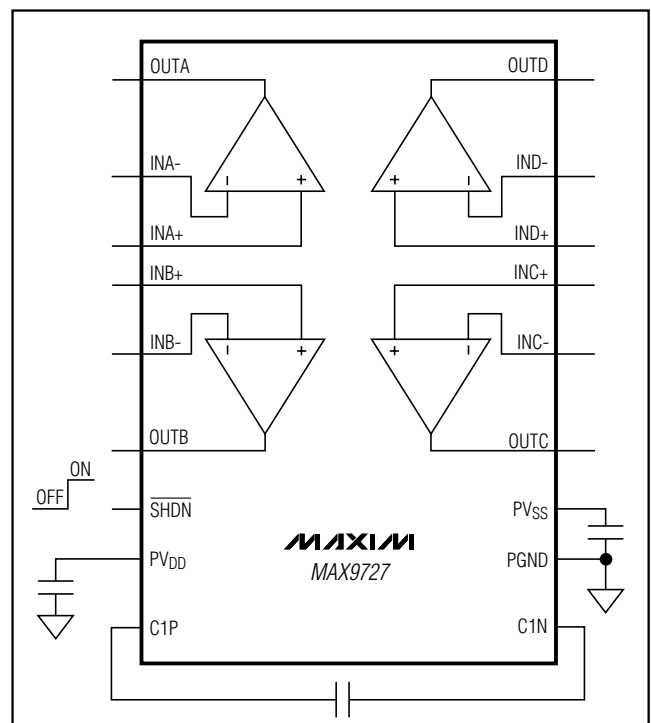 OUTA
OUTD
INA-
IND-
INA+
IND+
INB+
INC+
INB-
INC-
OUTB
OUTC
ON
OFF
SHDN
PVSS
MAXIM
PVDD
PGND
MAX9727
C1P
C1N